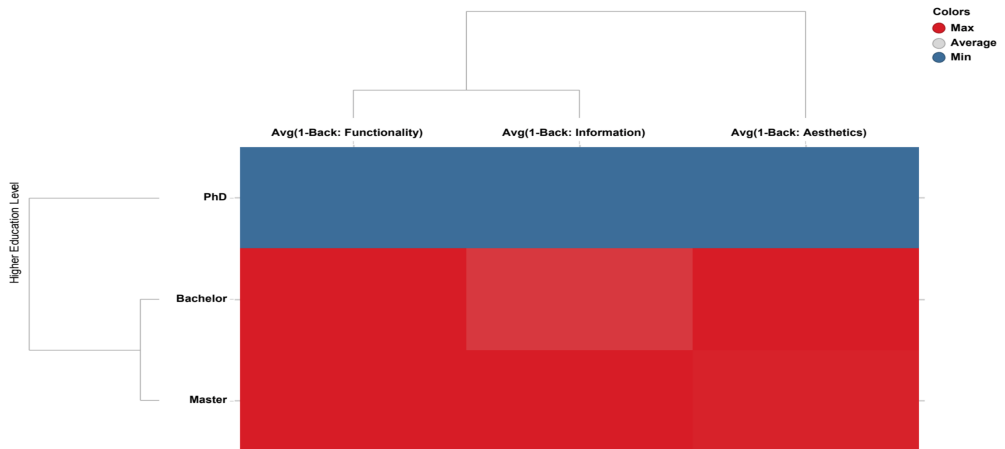 Colors
Max
Average
Min
Avg(1-Back: Functionality) Avg(1-Back: Information) Avg(1-Back: Aesthetics)
Higher Education Level
PhD
Bachelor
Master